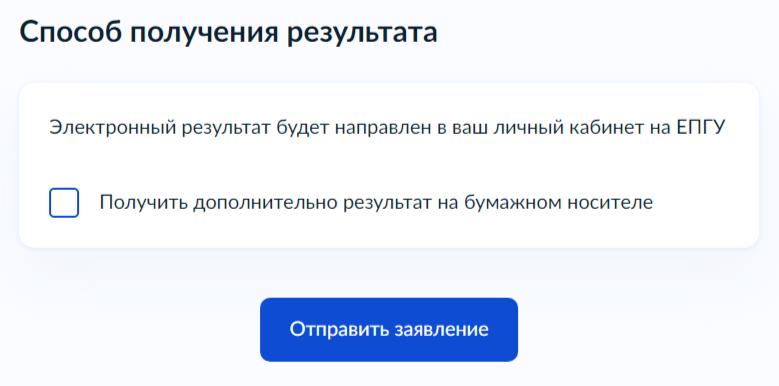 Способ получения результата
Электронный результат будет направлен в ваш личный кабинет на ЕПГУ
Получить дополнительно результат на бумажном носителе
Отправить заявление